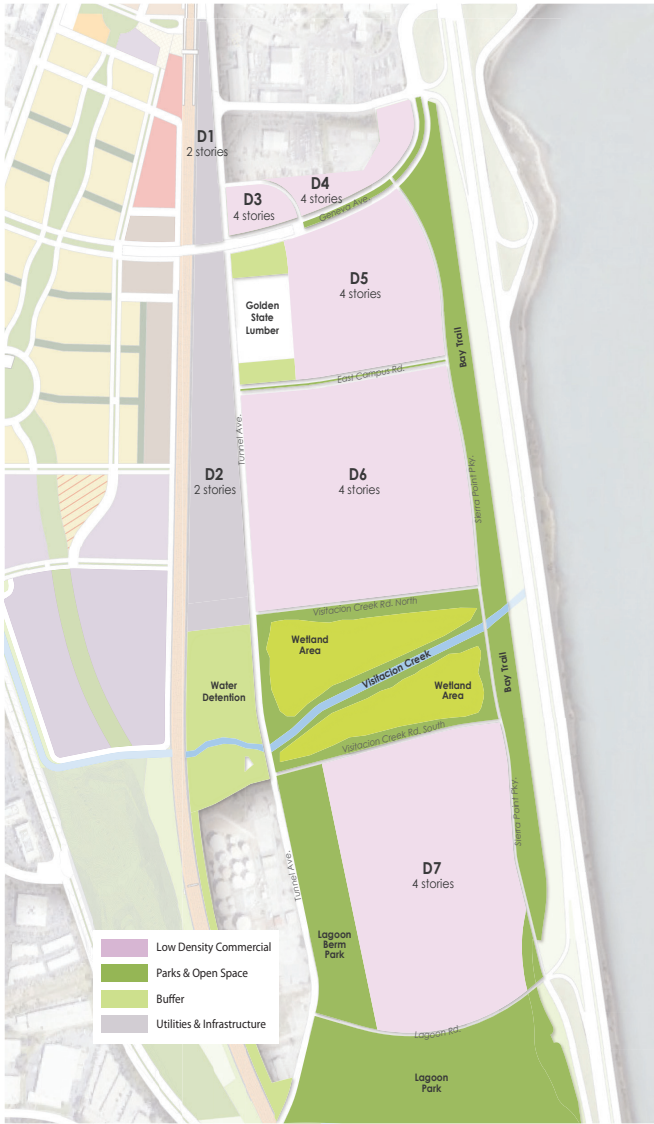 D1
2 stories
D4
4 stories
D3
4 stories
Geneva Ave.
D5
4 stories
Golden
State
Lumber
Bay Trail
East Campus Rd.
Tunnel Ave.
D2
2 stories
D6
4 stories
Sierra Point Pky.
Visitacion Creek Rd. North
Wetland
Area
Visitacion Creek
Water
Detention
Wetland
Area
Bay Trail
Visitacion Creek Rd. South
Sierra Point Pky.
Tunnel Ave.
D7
4 stories
Lagoon
Berm
Park
Low Density Commercial
Parks & Open Space
Buffer
Utilities & Infrastructure
Lagoon Rd.
Lagoon
Park